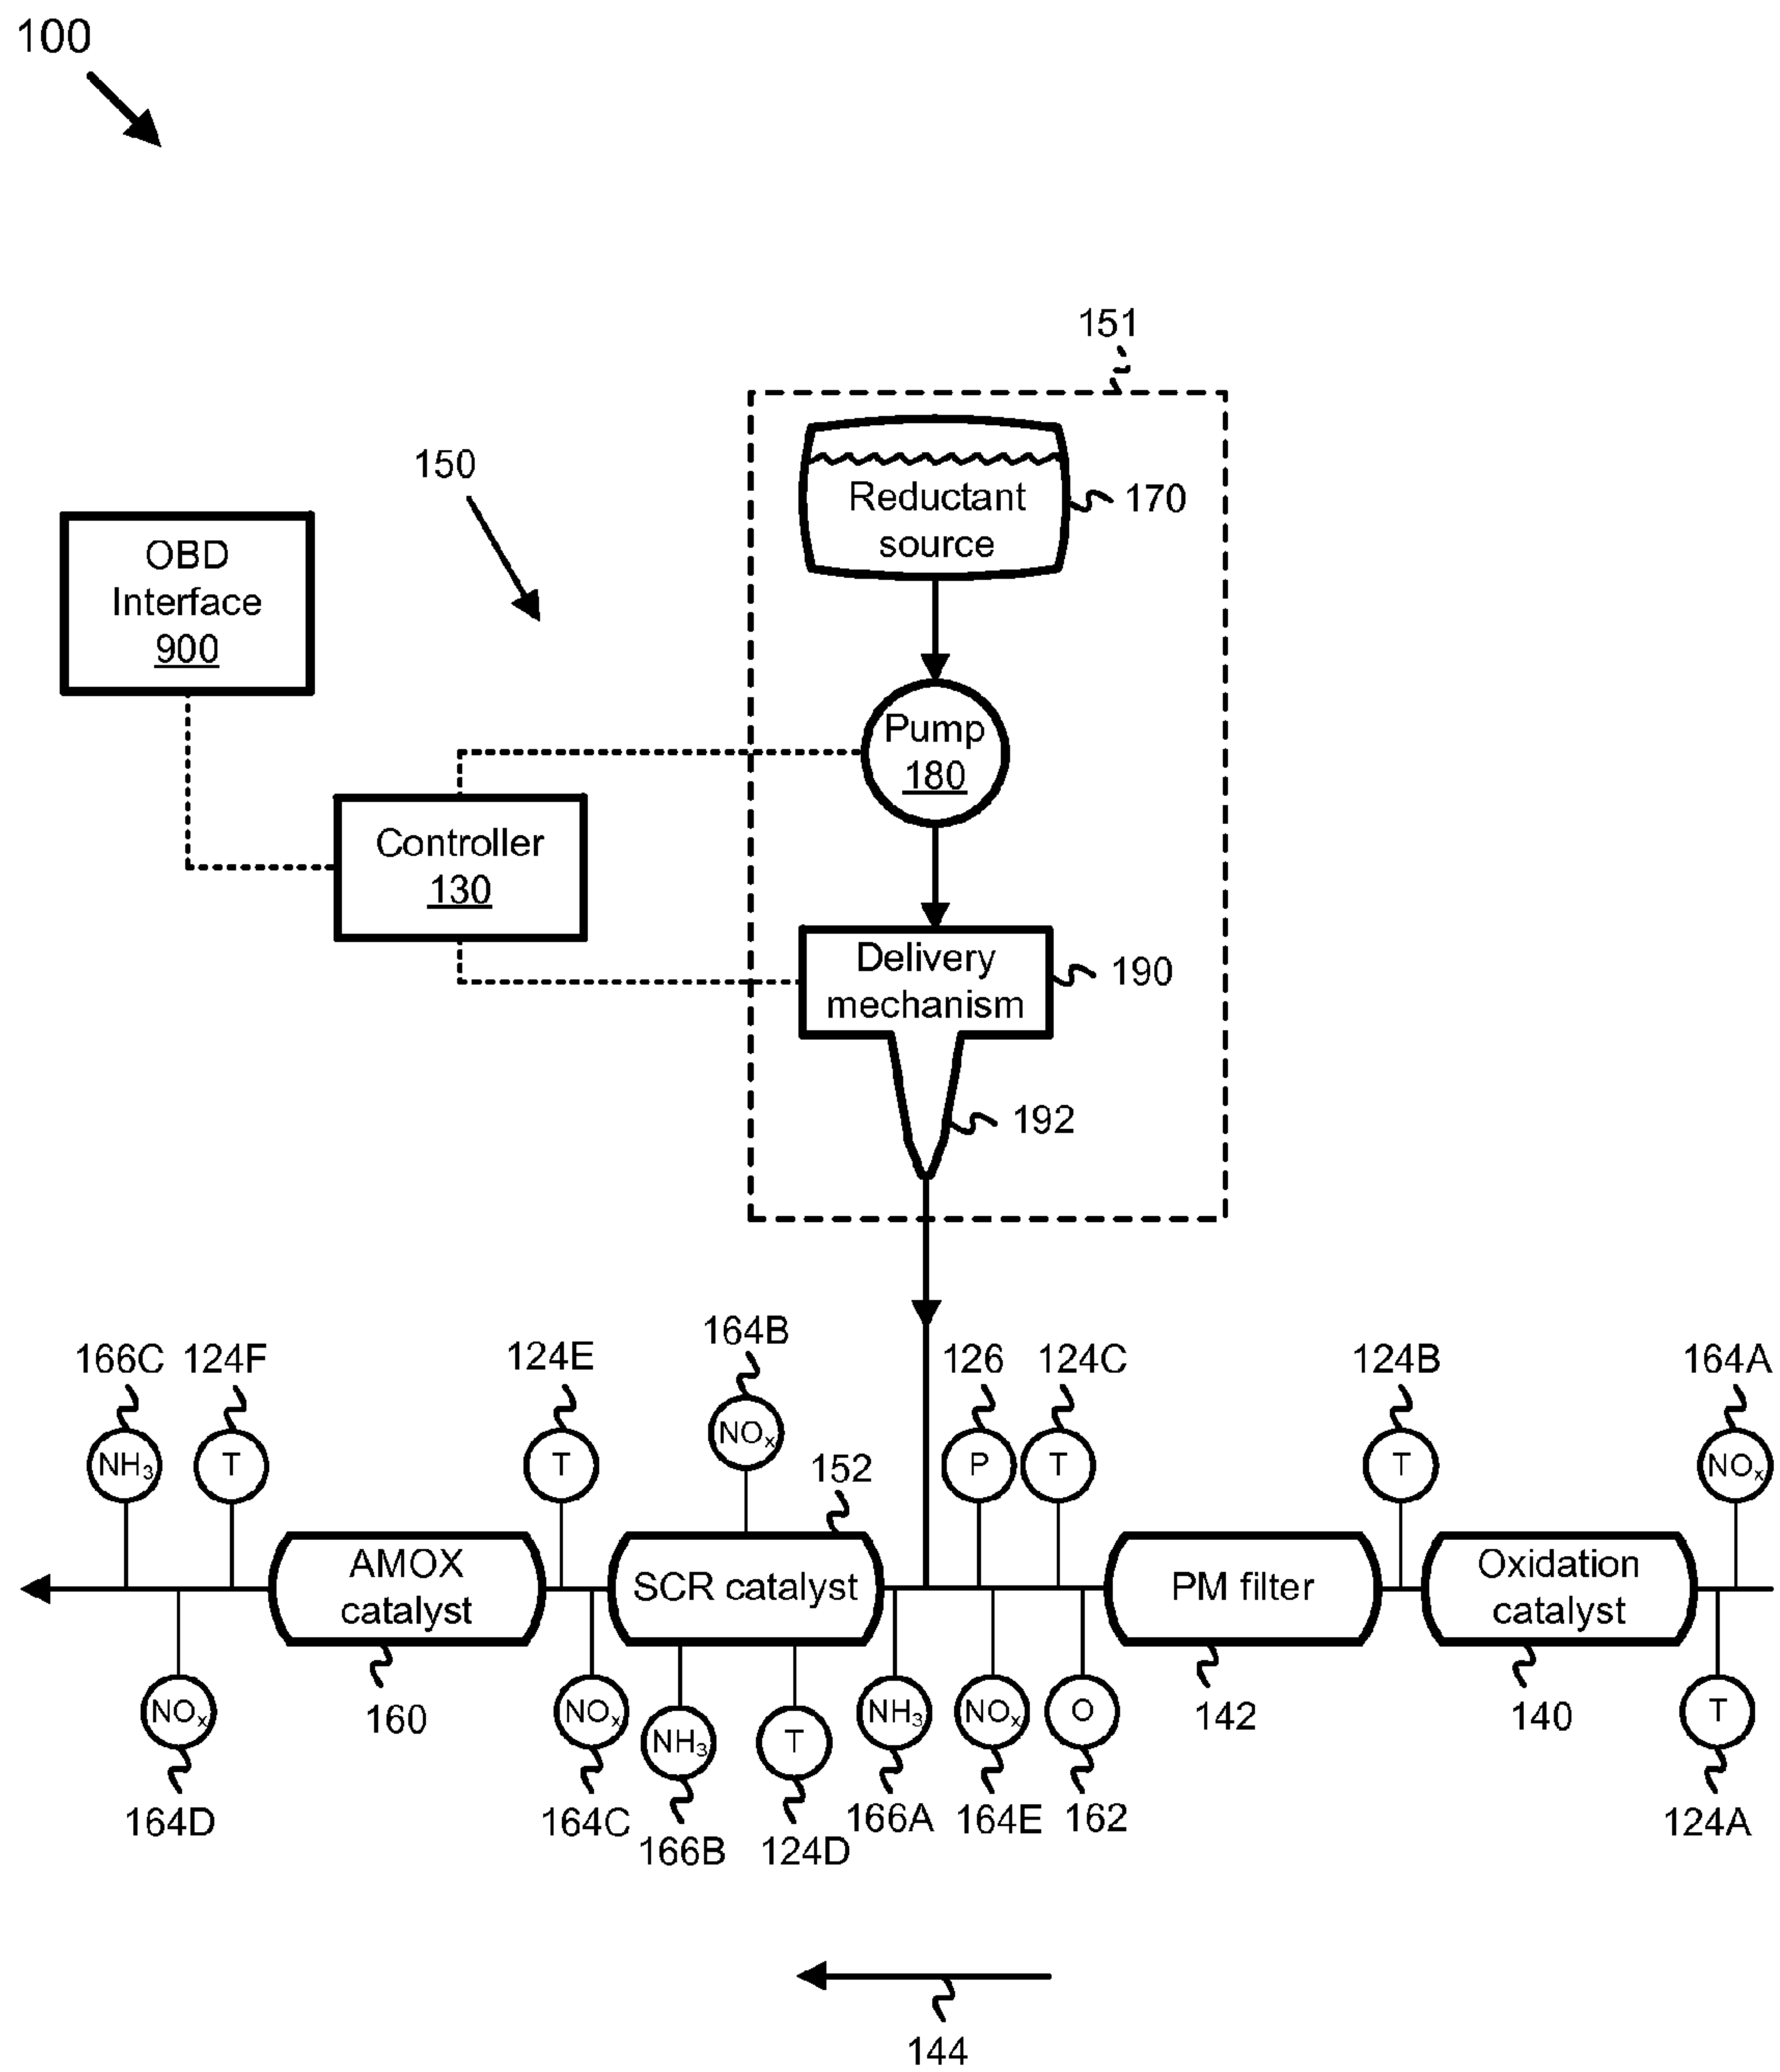 100
151
150
Reductant
source
170
OBD
Interface
900
Pump
180
Controller
130
Delivery
mechanism
190
192
164B
166C
124F
124E
126
124C
124B
164A
NOₓ
152
NH₃
T
T
P
T
T
NOₓ
AMOX
catalyst
SCR catalyst
PM filter
Oxidation
catalyst
160
142
140
NOₓ
NOₓ
NH₃
T
NH₃
NOₓ
O
T
164D
164C
166B
124D
166A
164E
162
124A
144